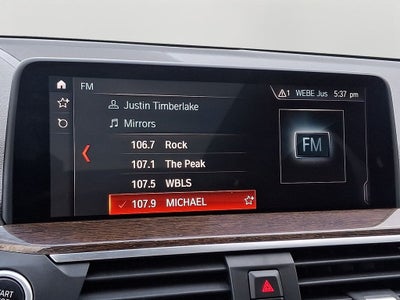 FM
1 WEBE Jus 5:37 pm
Justin Timberlake
Mirrors
106.7 Rock
107.1 The Peak
107.5 WBLS
107.9 MICHAEL
FM
START